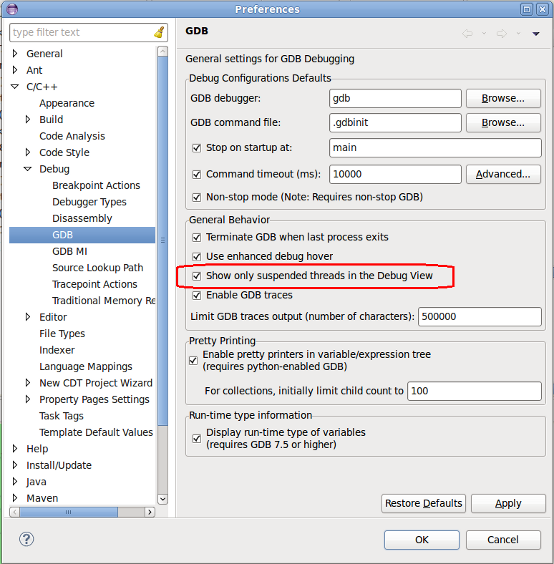 Preferences
type filter text
General
Ant
C/C++
Appearance
Build
Code Analysis
Code Style
Debug
Breakpoint Actions
Debugger Types
Disassembly
GDB
GDB MI
Source Lookup Path
Tracepoint Actions
Traditional Memory Re
Editor
File Types
Indexer
Language Mappings
New CDT Project Wizard
Property Pages Settings
Task Tags
Template Default Values
Help
Install/Update
Java
Maven
GDB
General settings for GDB Debugging
Debug Configurations Defaults
GDB debugger: gdb Browse...
GDB command file: .gdbinit Browse...
Stop on startup at: main
Command timeout (ms): 10000 Advanced...
Non-stop mode (Note: Requires non-stop GDB)
General Behavior
Terminate GDB when last process exits
Use enhanced debug hover
Show only suspended threads in the Debug View
Enable GDB traces
Limit GDB traces output (number of characters): 500000
Pretty Printing
Enable pretty printers in variable/expression tree
(requires python-enabled GDB)
For collections, initially limit child count to 100
Run-time type information
Display run-time type of variables
(requires GDB 7.5 or higher)
Restore Defaults Apply
OK Cancel